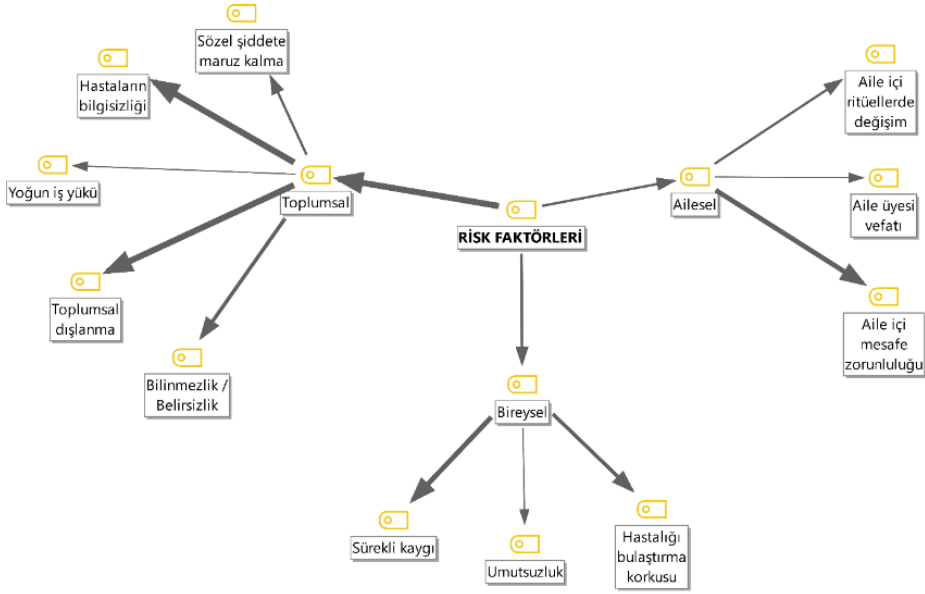 Sözel şiddete
maruz kalma
Hastaların
bilgisizliği
Yoğun iş yükü
Toplumsal
Toplumsal
dışlanma
Bilinmezlik /
Belirsizlik
RİSK FAKTÖRLERİ
Ailesel
Aile içi
ritüellerde
değişim
Aile üyesi
vefatı
Aile içi
mesafe
zorunluluğu
Bireysel
Sürekli kaygı
Umutsuzluk
Hastalığı
bulaştırma
korkusu